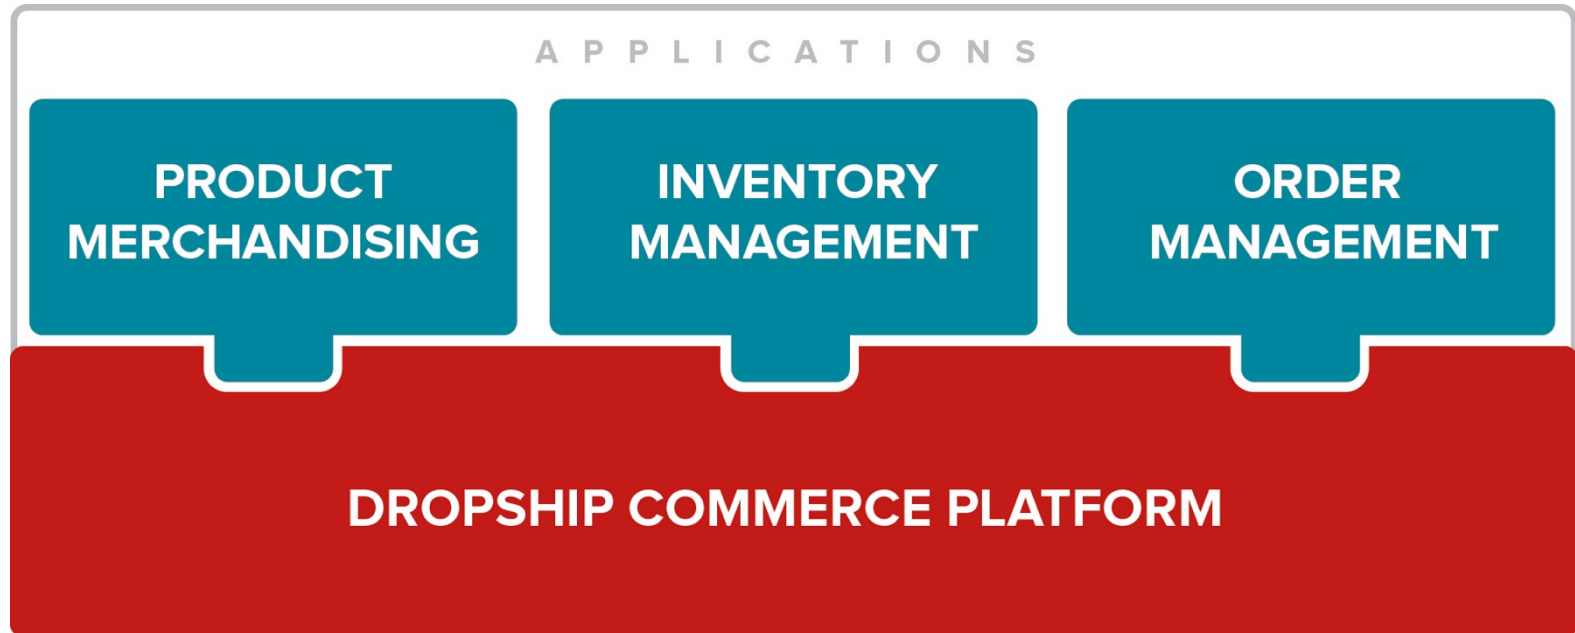 APPLICATIONS
PRODUCT
MERCHANDISING
INVENTORY
MANAGEMENT
ORDER
MANAGEMENT
DROPSHIP COMMERCE PLATFORM